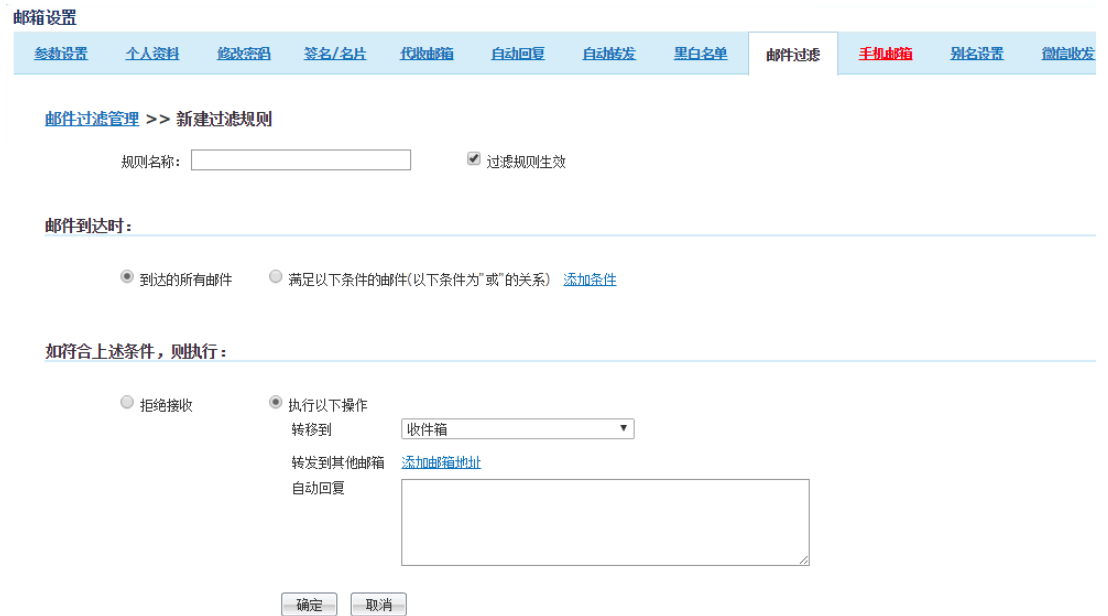 邮箱设置
参数设置 个人资料 修改密码 签名/名片 代收邮箱 自动回复 自动转发 黑白名单 邮件过滤 手机邮箱 别名设置 微信收发
邮件过滤管理 >> 新建过滤规则
规则名称： 过滤规则生效
邮件到达时：
到达的所有邮件 满足以下条件的邮件(以下条件为"或"的关系) 添加条件
如符合上述条件，则执行：
拒绝接收 执行以下操作
转移到 收件箱
转发到其他邮箱 添加邮箱地址
自动回复
确定 取消